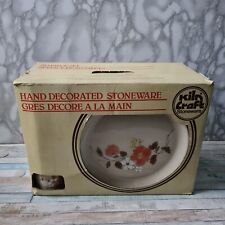 HAND DECORATED STONEWARE
GRES DECORE A LA MAIN
Kiln
Craft